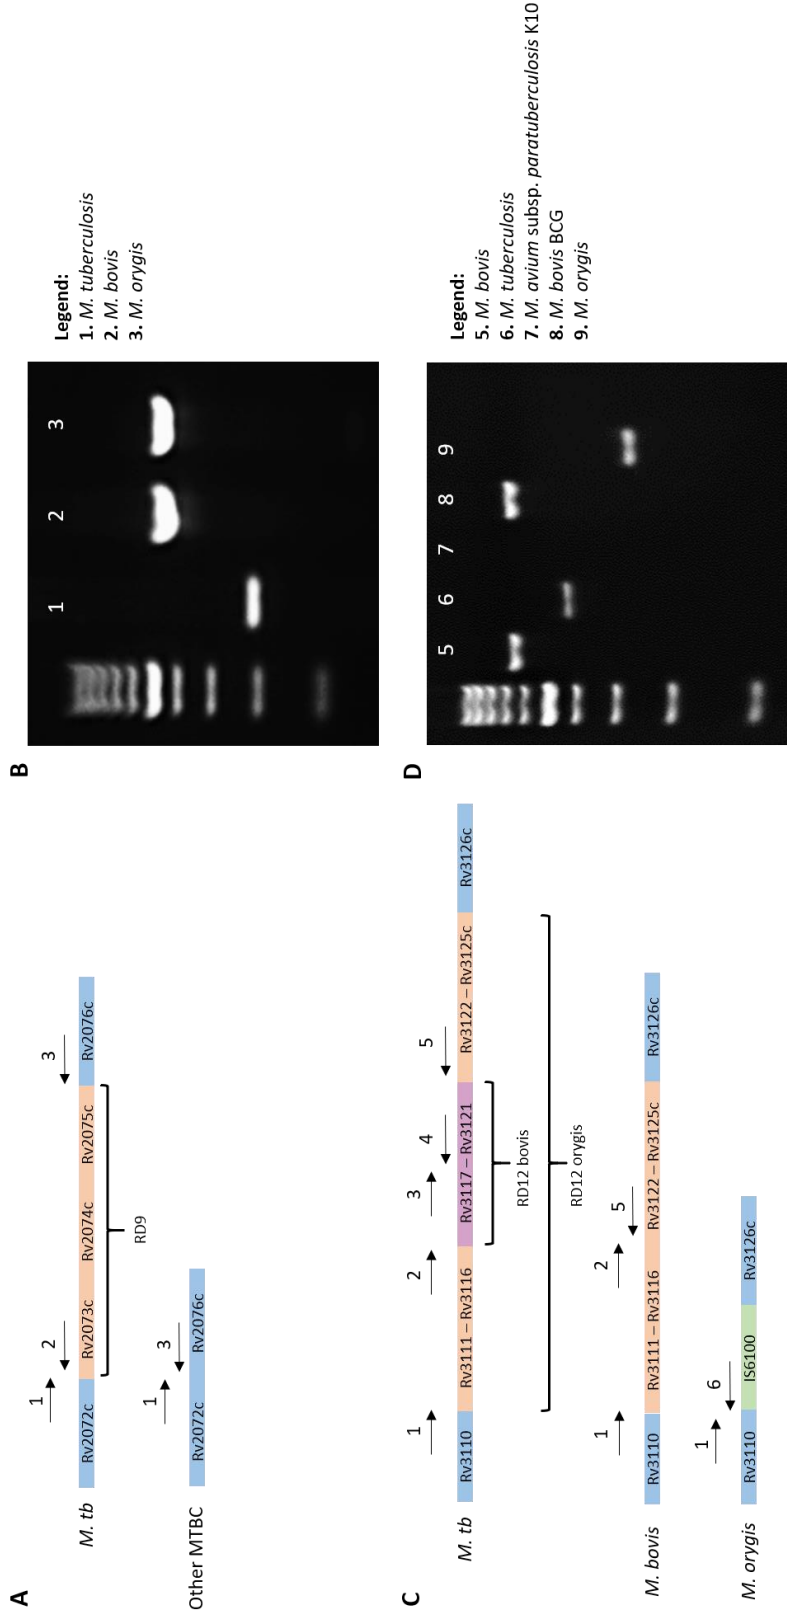 A
M. tb
1
2
3
Rv2072c
Rv2073c
Rv2074c
Rv2075c
Rv2076c
RD9
Other MTBC
1
3
Rv2072c
Rv2076c
B
1
2
3
Legend:
1. M. tuberculosis
2. M. bovis
3. M. orygis
C
M. tb
1
2
3
4
5
Rv3110
Rv3111 – Rv3116
Rv3117 – Rv3121
Rv3122 – Rv3125c
Rv3126c
RD12 bovis
RD12 orygis
M. bovis
1
2
5
Rv3110
Rv3111 – Rv3116
Rv3122 – Rv3125c
Rv3126c
M. orygis
1
6
Rv3110
IS6100
Rv3126c
D
5
6
7
8
9
Legend:
5. M. bovis
6. M. tuberculosis
7. M. avium subsp. paratuberculosis K10
8. M. bovis BCG
9. M. orygis